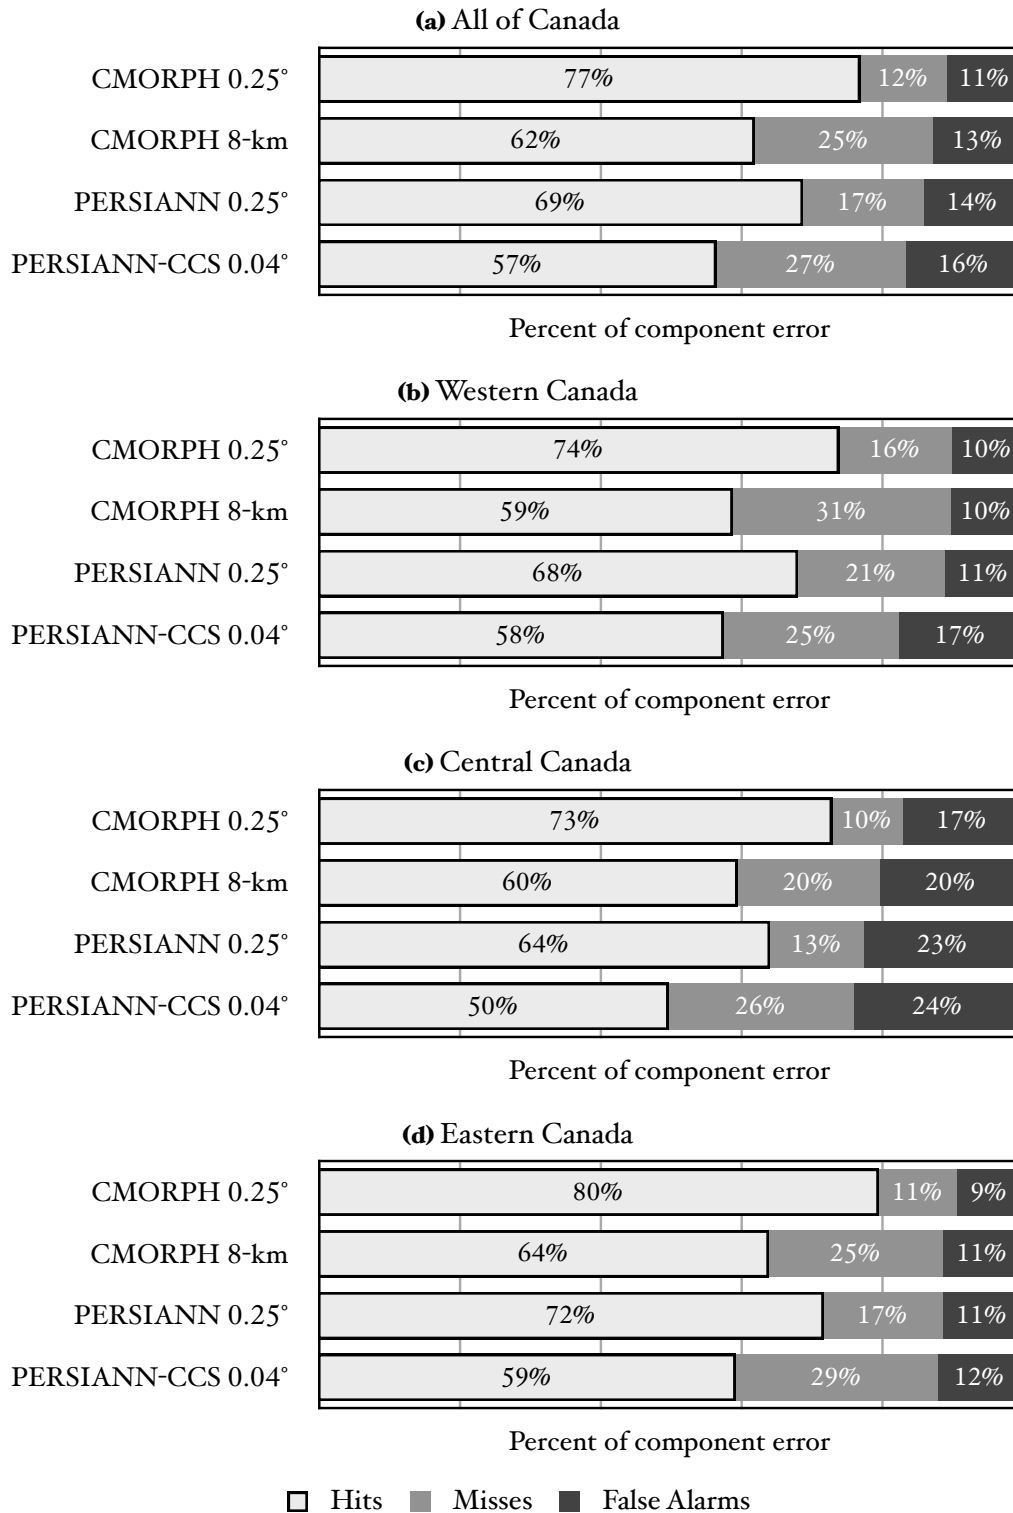 (a) All of Canada
CMORPH 0.25° 77% 12% 11%
CMORPH 8-km 62% 25% 13%
PERSIANN 0.25° 69% 17% 14%
PERSIANN-CCS 0.04° 57% 27% 16%
Percent of component error
(b) Western Canada
CMORPH 0.25° 74% 16% 10%
CMORPH 8-km 59% 31% 10%
PERSIANN 0.25° 68% 21% 11%
PERSIANN-CCS 0.04° 58% 25% 17%
Percent of component error
(c) Central Canada
CMORPH 0.25° 73% 10% 17%
CMORPH 8-km 60% 20% 20%
PERSIANN 0.25° 64% 13% 23%
PERSIANN-CCS 0.04° 50% 26% 24%
Percent of component error
(d) Eastern Canada
CMORPH 0.25° 80% 11% 9%
CMORPH 8-km 64% 25% 11%
PERSIANN 0.25° 72% 17% 11%
PERSIANN-CCS 0.04° 59% 29% 12%
Percent of component error
Hits Misses False Alarms